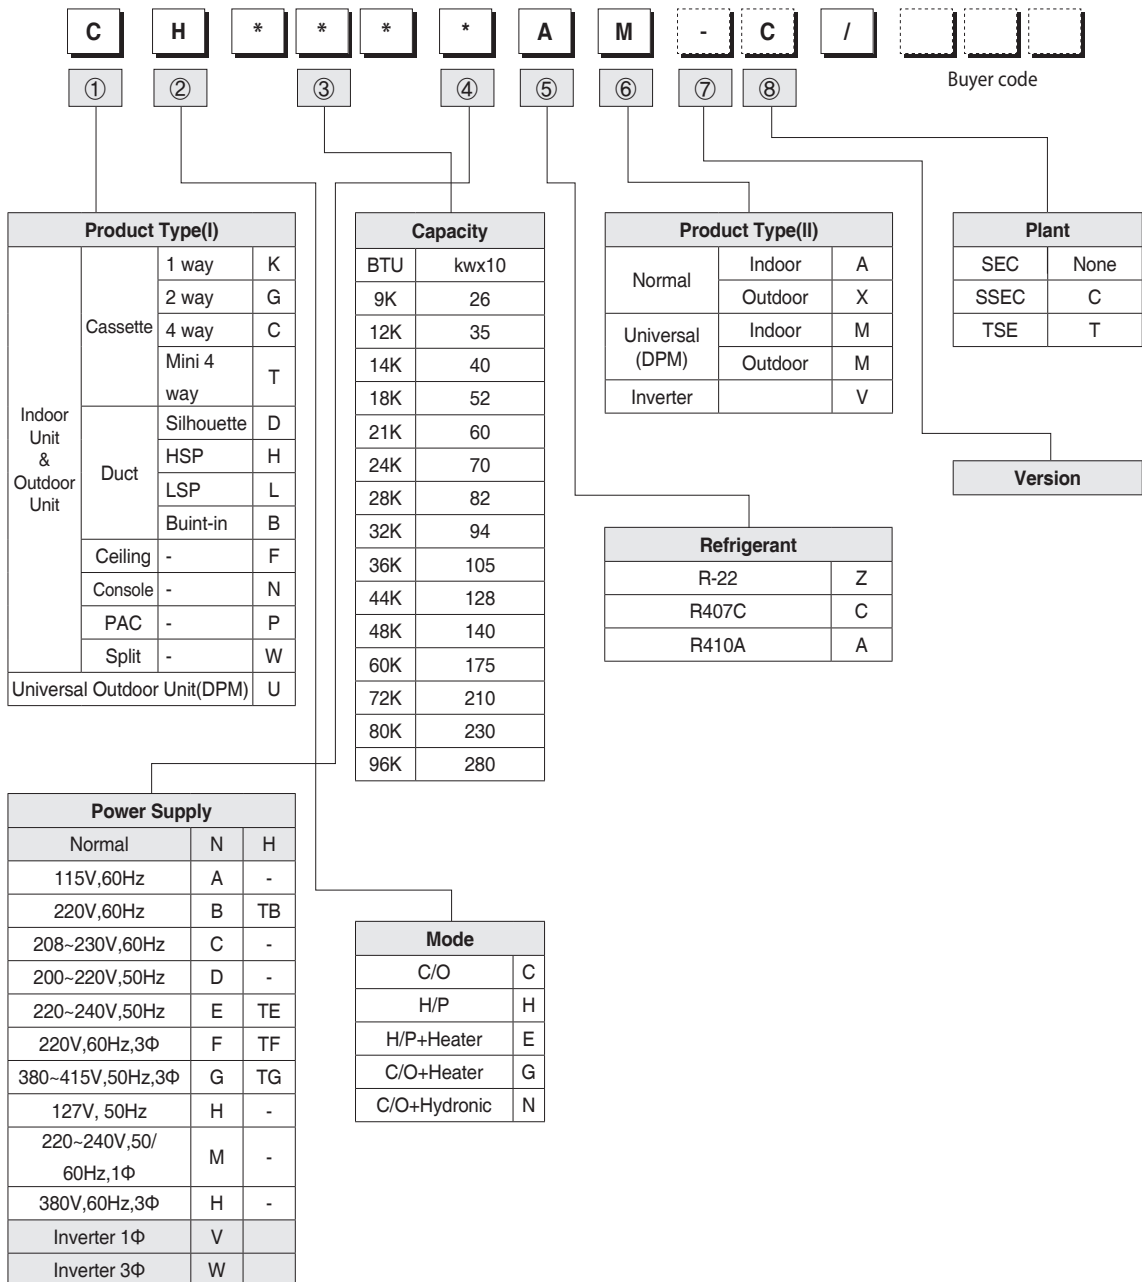 C H * * * * A M - C /
Buyer code
① ② ③ ④ ⑤ ⑥ ⑦ ⑧
Product Type(I)
Indoor Unit & Outdoor Unit
Cassette
1 way K
2 way G
4 way C
Mini 4 way T
Duct
Silhouette D
HSP H
LSP L
Buint-in B
Ceiling - F
Console - N
PAC - P
Split - W
Universal Outdoor Unit(DPM) U
Capacity
BTU kwx10
9K 26
12K 35
14K 40
18K 52
21K 60
24K 70
28K 82
32K 94
36K 105
44K 128
48K 140
60K 175
72K 210
80K 230
96K 280
Product Type(II)
Normal
Indoor A
Outdoor X
Universal (DPM)
Indoor M
Outdoor M
Inverter V
Plant
SEC None
SSEC C
TSE T
Version
Refrigerant
R-22 Z
R407C C
R410A A
Power Supply
Normal N H
115V,60Hz A -
220V,60Hz B TB
208~230V,60Hz C -
200~220V,50Hz D -
220~240V,50Hz E TE
220V,60Hz,3Φ F TF
380~415V,50Hz,3Φ G TG
127V, 50Hz H -
220~240V,50/
60Hz,1Φ M -
380V,60Hz,3Φ H -
Inverter 1Φ V
Inverter 3Φ W
Mode
C/O C
H/P H
H/P+Heater E
C/O+Heater G
C/O+Hydronic N